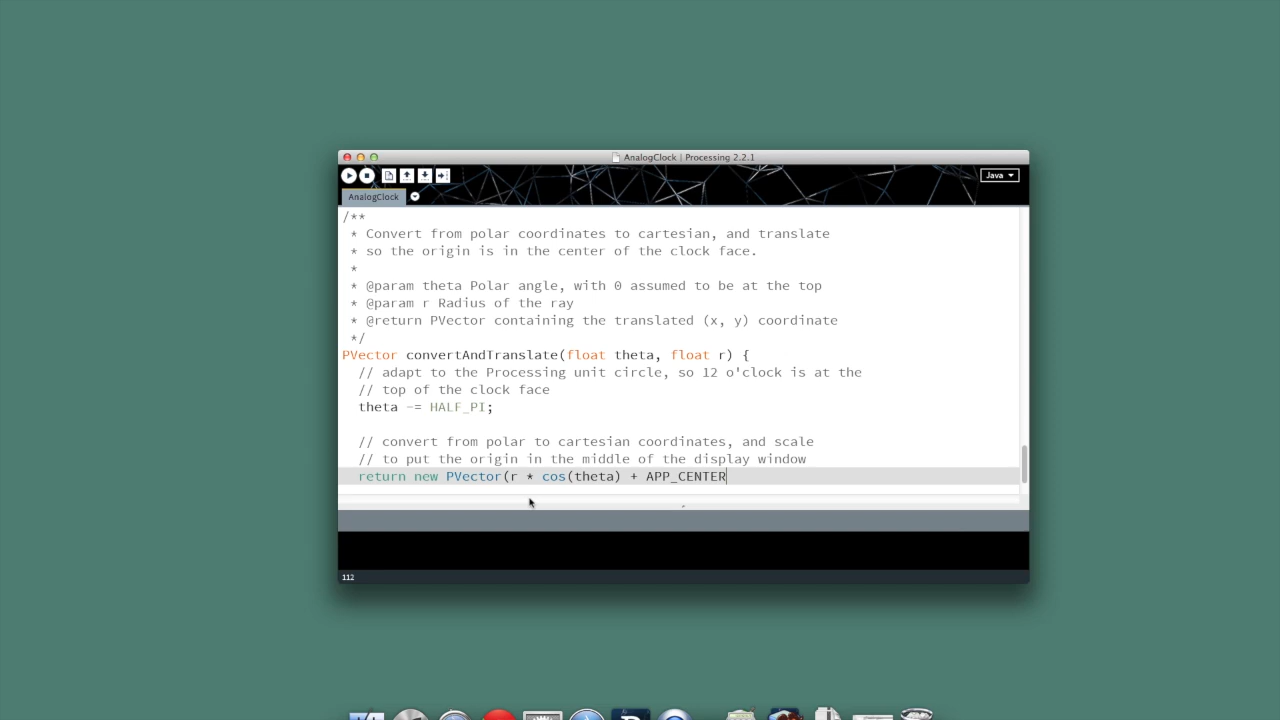 AnalogClock | Processing 2.2.1
Java
AnalogClock
/**
 * Convert from polar coordinates to cartesian, and translate
 * so the origin is in the center of the clock face.
 *
 * @param theta Polar angle, with 0 assumed to be at the top
 * @param r Radius of the ray
 * @return PVector containing the translated (x, y) coordinate
 */
PVector convertAndTranslate(float theta, float r) {
  // adapt to the Processing unit circle, so 12 o'clock is at the
  // top of the clock face
  theta -= HALF_PI;
  // convert from polar to cartesian coordinates, and scale
  // to put the origin in the middle of the display window
  return new PVector(r * cos(theta) + APP_CENTER
112